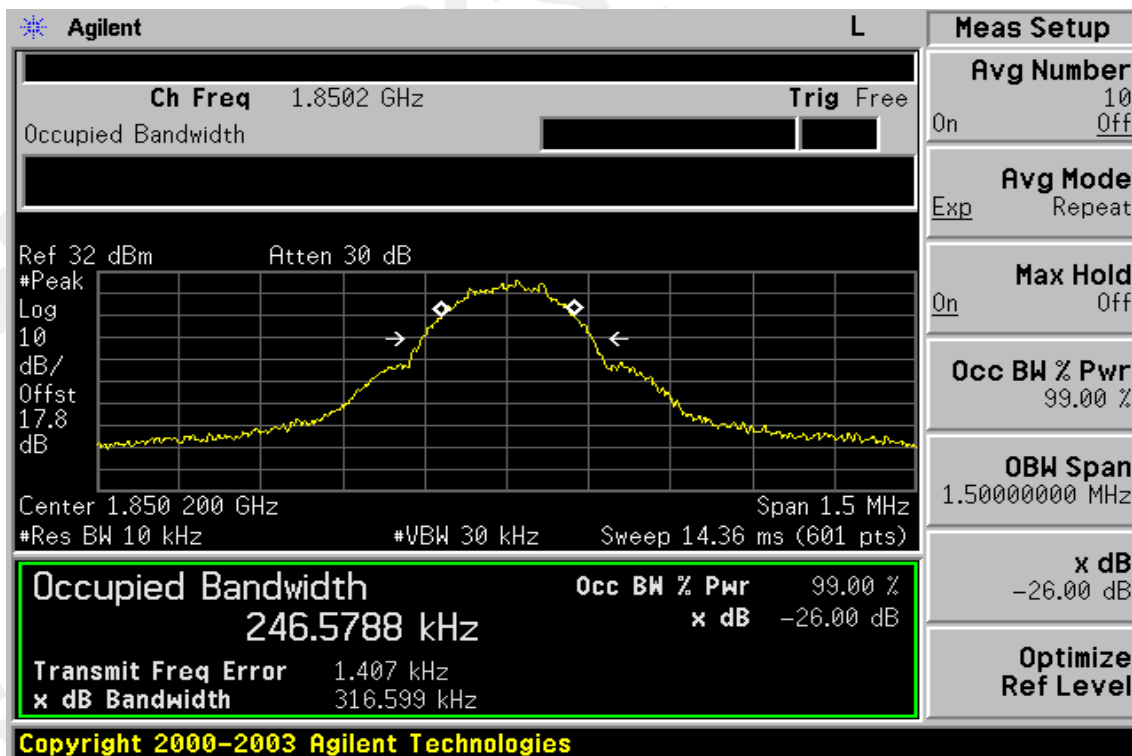 Agilent L
Ch Freq 1.8502 GHz Trig Free
Occupied Bandwidth
Ref 32 dBm Atten 30 dB
#Peak
Log
10
dB/
Offst
17.8
dB
Center 1.850 200 GHz Span 1.5 MHz
#Res BW 10 kHz #VBW 30 kHz Sweep 14.36 ms (601 pts)
Occupied Bandwidth
246.5788 kHz
Occ BW % Pwr 99.00 %
x dB -26.00 dB
Transmit Freq Error 1.407 kHz
x dB Bandwidth 316.599 kHz
Meas Setup
Avg Number
10
On Off
Avg Mode
Exp Repeat
Max Hold
On Off
Occ BW % Pwr
99.00 %
OBW Span
1.50000000 MHz
x dB
-26.00 dB
Optimize
Ref Level
Copyright 2000-2003 Agilent Technologies